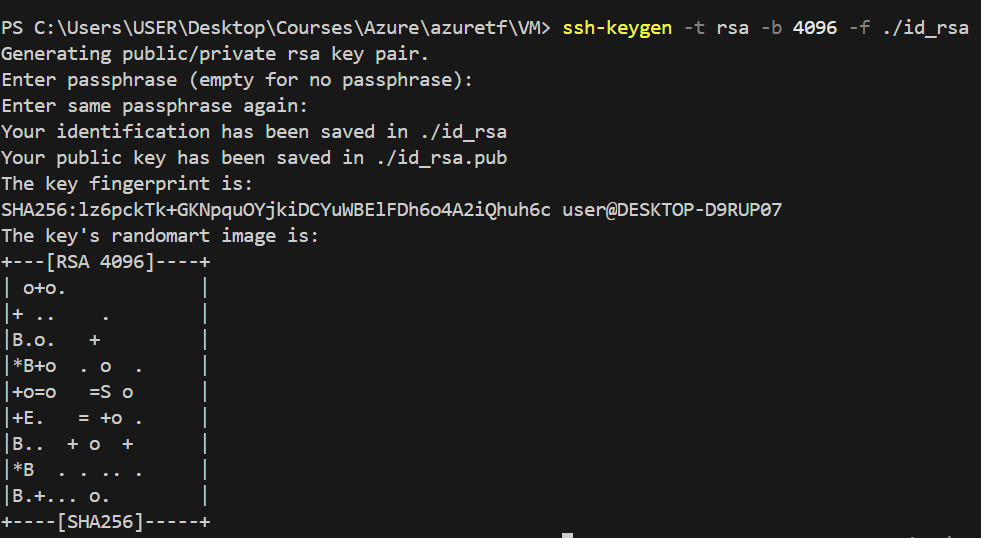 PS C:\Users\USER\Desktop\Courses\Azure\azuretf\VM> ssh-keygen -t rsa -b 4096 -f ./id_rsa
Generating public/private rsa key pair.
Enter passphrase (empty for no passphrase):
Enter same passphrase again:
Your identification has been saved in ./id_rsa
Your public key has been saved in ./id_rsa.pub
The key fingerprint is:
SHA256:lz6pckTk+GKNpquOYjkiDCYuWBElFDh6o4A2iQhuh6c user@DESKTOP-D9RUP07
The key's randomart image is:
+---[RSA 4096]----+
| o+o.            |
|+ ..    .        |
|B.o.   +         |
|*B+o  . o  .     |
|+o=o   =S o      |
|+E.   = +o .     |
|B..  + o  +      |
|*B  . . .. .     |
|B.+... o.        |
+----[SHA256]-----+